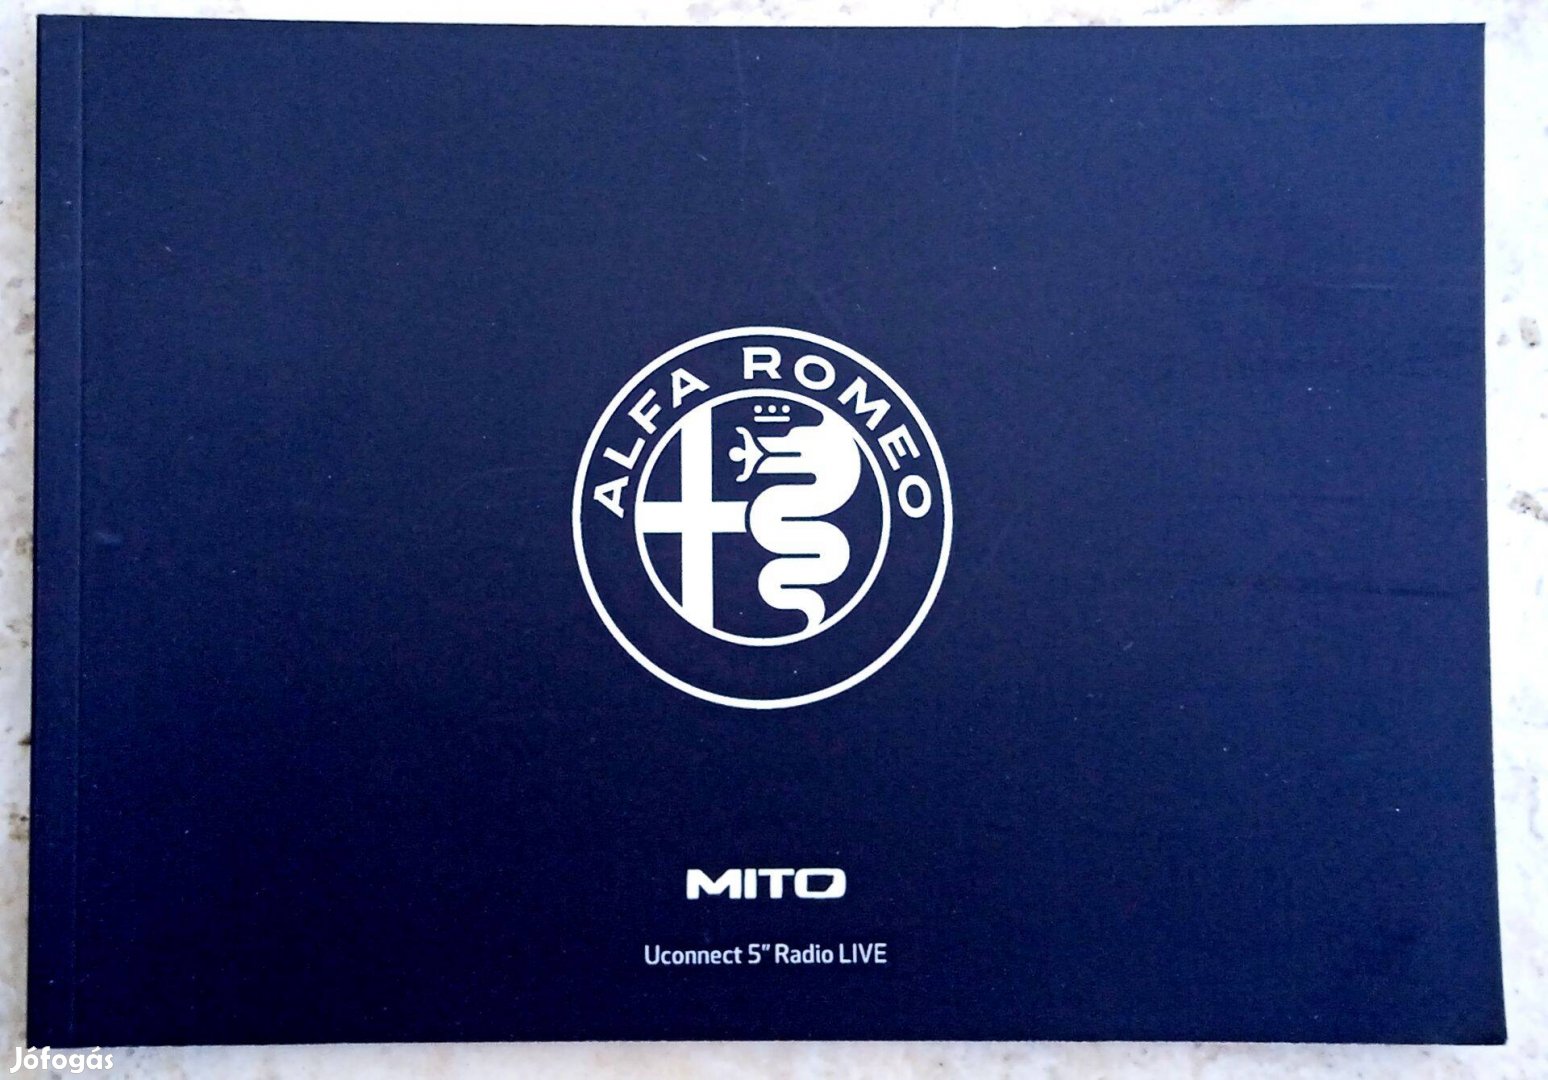 ALFA ROMEO
MITO
Uconnect 5” Radio LIVE
Jófogás